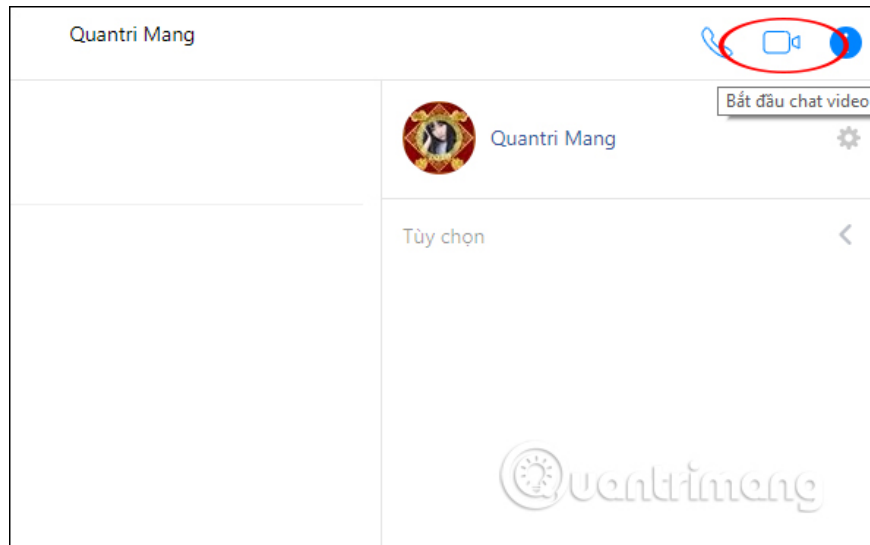 Quantri Mang
Bắt đầu chat video
Quantri Mang
Tùy chọn
Quantrimang